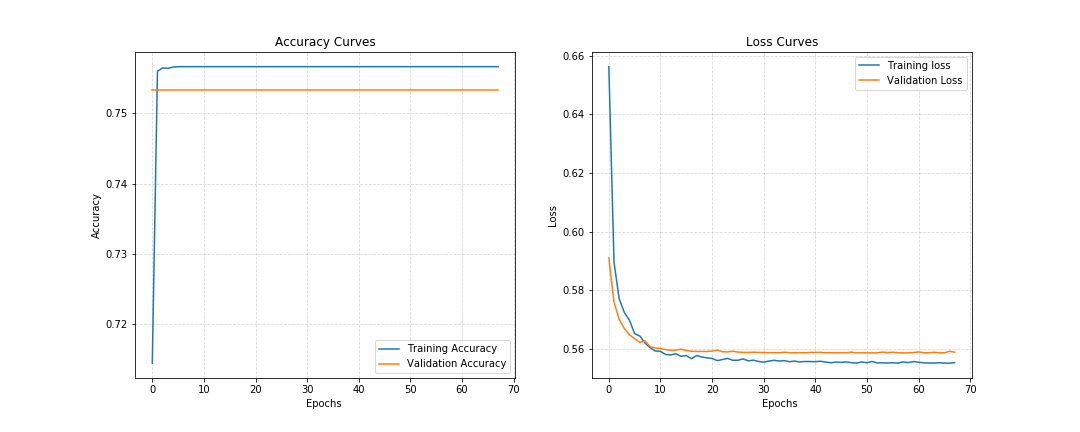 Accuracy Curves
0.75
0.74
0.73
0.72
Accuracy
0 10 20 30 40 50 60 70
Epochs
Training Accuracy
Validation Accuracy
Loss Curves
0.66
0.64
0.62
0.60
0.58
0.56
Loss
0 10 20 30 40 50 60 70
Epochs
Training loss
Validation Loss